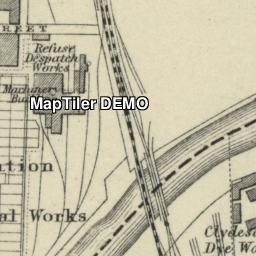 REET
Refuse
Despatch
Works
Machinery
MapTiler DEMO
ation
al Works
Clydes
Dye Wo